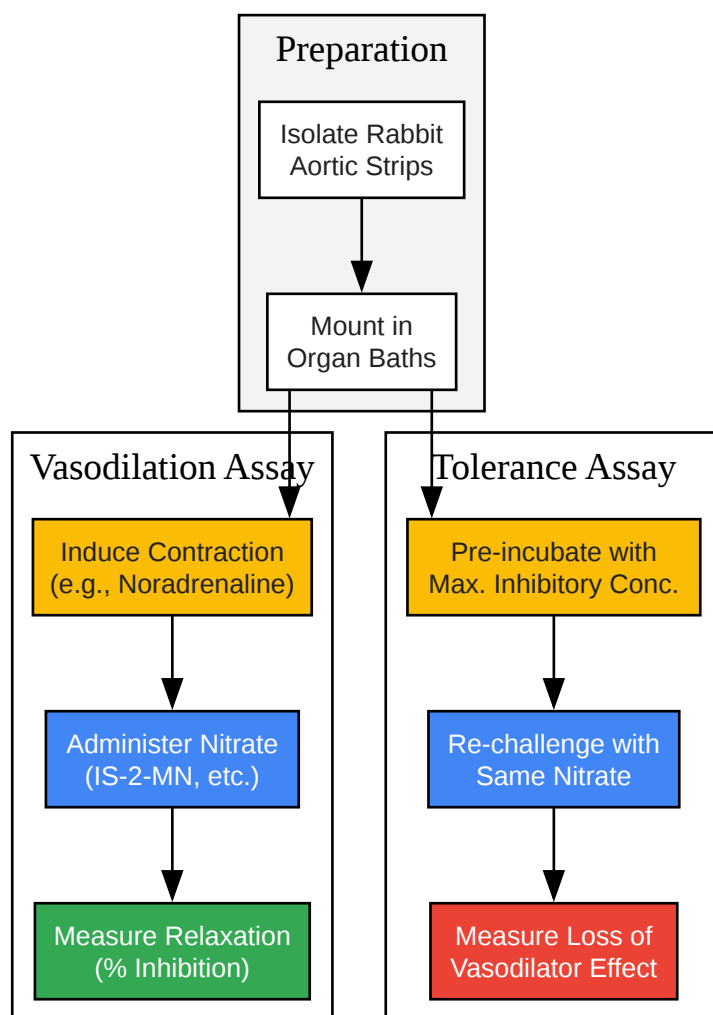 Preparation
Isolate Rabbit
Aortic Strips
Mount in
Organ Baths
Vasodilation Assay
Induce Contraction
(e.g., Noradrenaline)
Administer Nitrate
(IS-2-MN, etc.)
Measure Relaxation
(% Inhibition)
Tolerance Assay
Pre-incubate with
Max. Inhibitory Conc.
Re-challenge with
Same Nitrate
Measure Loss of
Vasodilator Effect